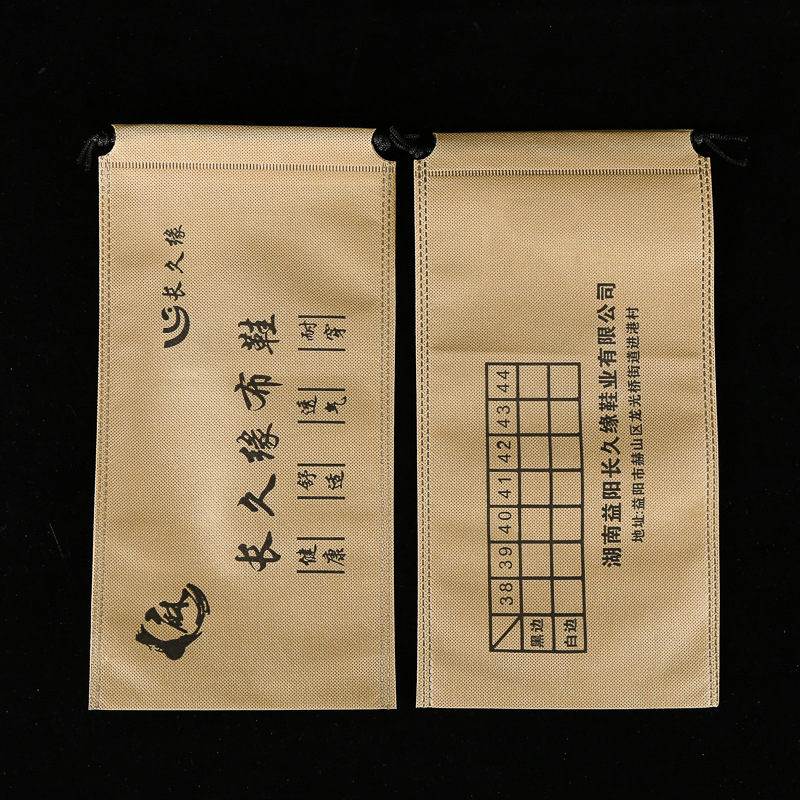 长久缘
长久缘布鞋
健康 舒适 透气 耐穿
38 39 40 41 42 43 44
黑边
白边
湖南益阳长久缘鞋业有限公司
地址:益阳市赫山区龙光桥街道进港村